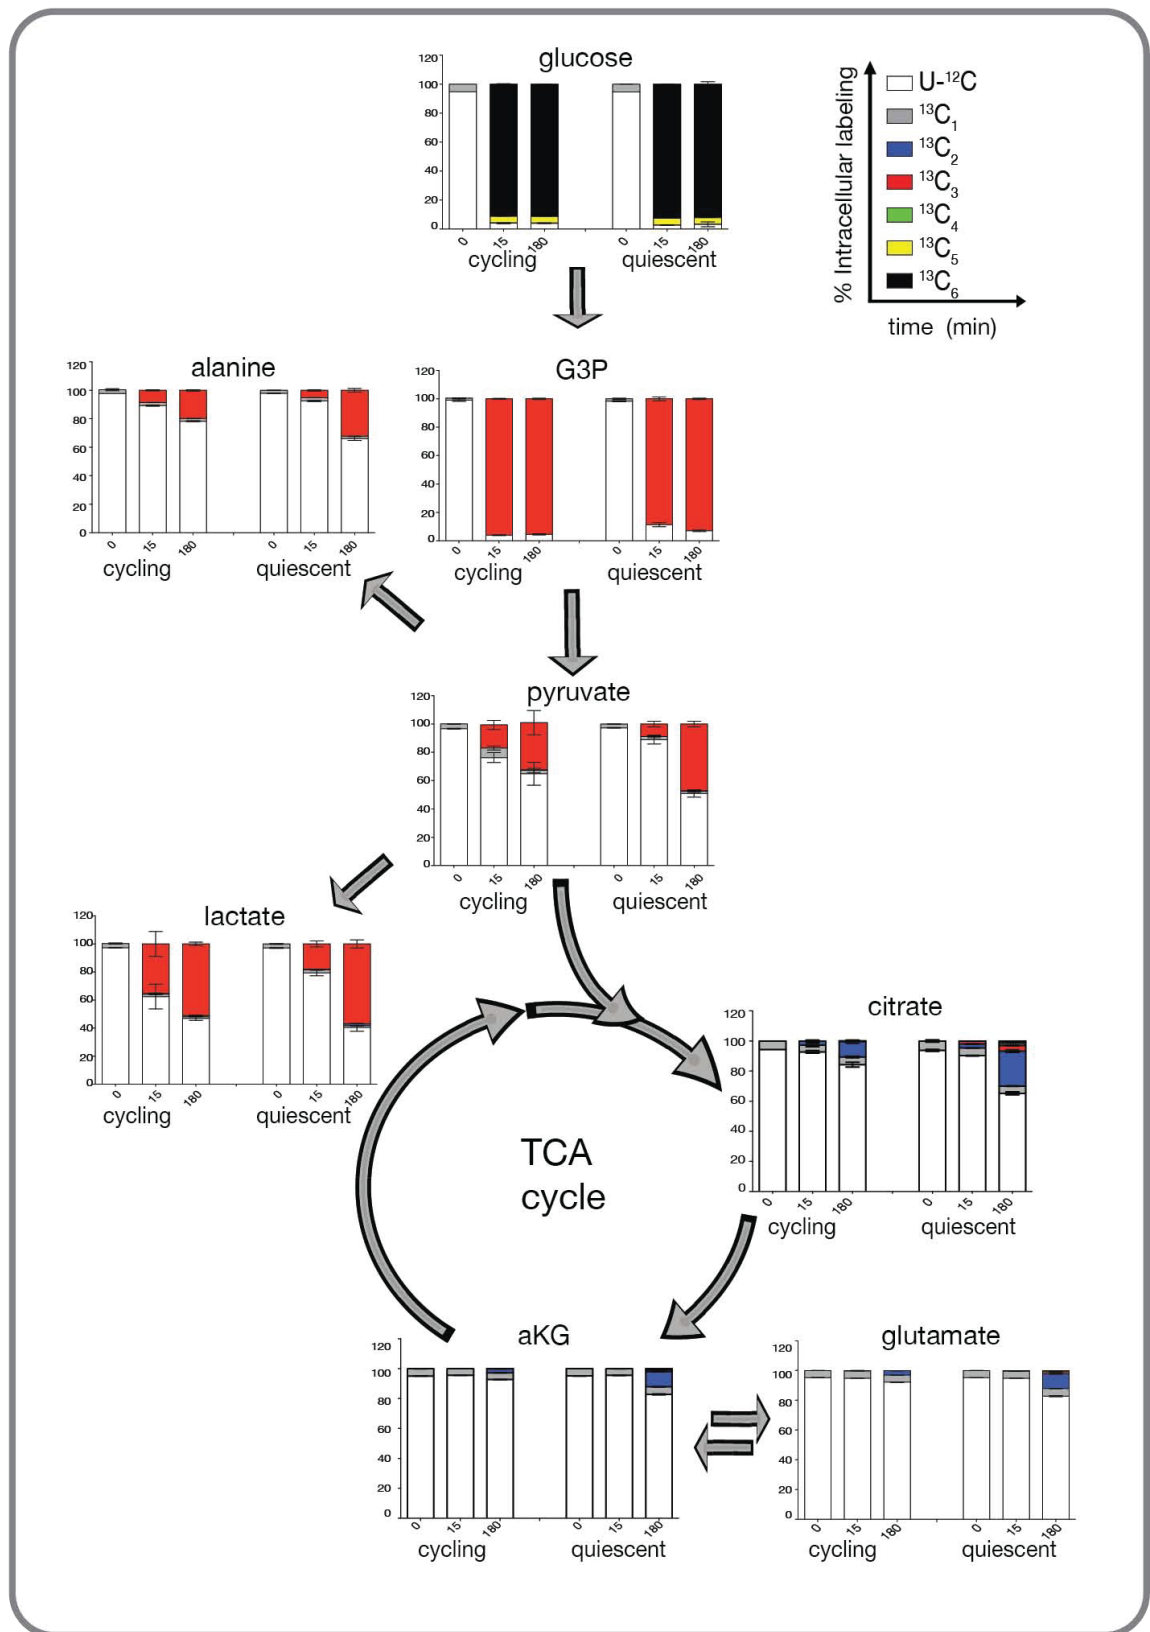 glucose
120
100
80
60
40
20
0
0 15 180 0 15 180
cycling quiescent
% Intracellular labeling
U-¹²C
¹³C₁
¹³C₂
¹³C₃
¹³C₄
¹³C₅
¹³C₆
time (min)
alanine
120
100
80
60
40
20
0
0 15 180 0 15 180
cycling quiescent
G3P
120
100
80
60
40
20
0
0 15 180 0 15 180
cycling quiescent
pyruvate
120
100
80
60
40
20
0
0 15 180 0 15 180
cycling quiescent
lactate
120
100
80
60
40
20
0
0 15 180 0 15 180
cycling quiescent
citrate
120
100
80
60
40
20
0
0 15 180 0 15 180
cycling quiescent
TCA
cycle
aKG
120
100
80
60
40
20
0
0 15 180 0 15 180
cycling quiescent
glutamate
120
100
80
60
40
20
0
0 15 180 0 15 180
cycling quiescent